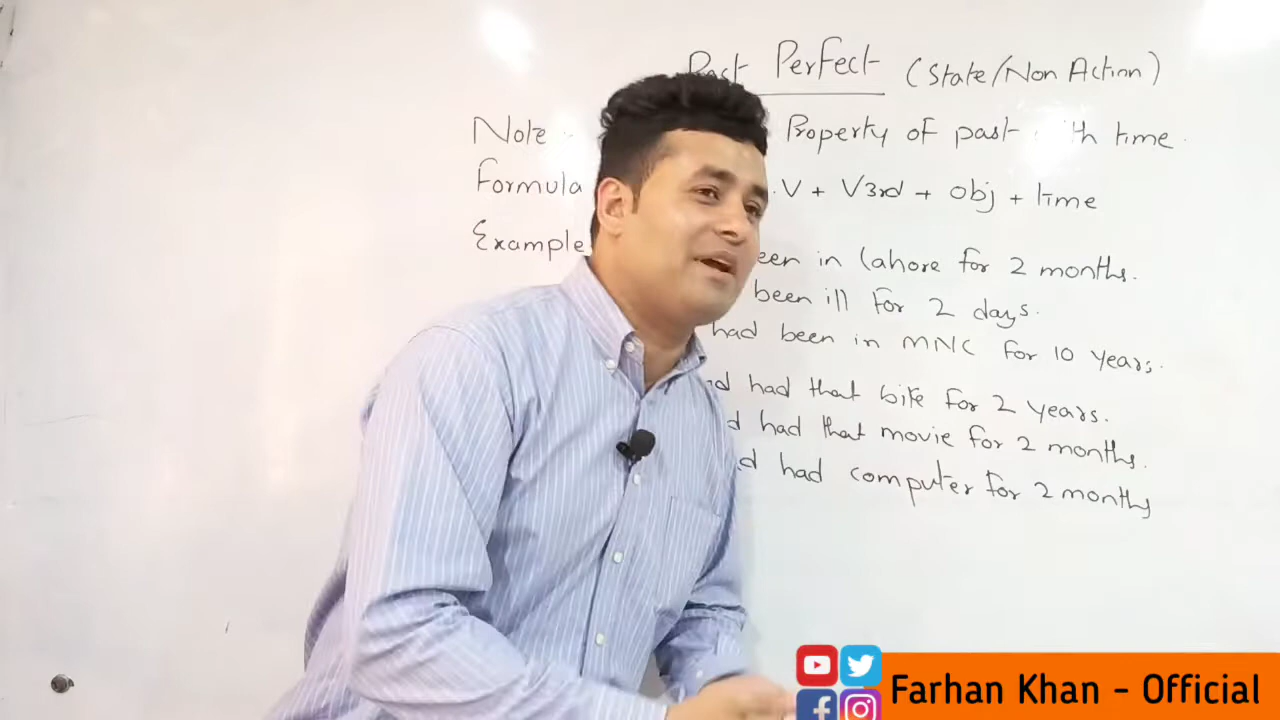 Past Perfect (State/Non Action)
Note Property of past with time.
Formula .V + V3rd + obj + time
Example een in Lahore for 2 months.
been ill for 2 days.
had been in MNC for 10 years.
had that bike for 2 years.
had that movie for 2 months.
had computer for 2 months
Farhan Khan - Official